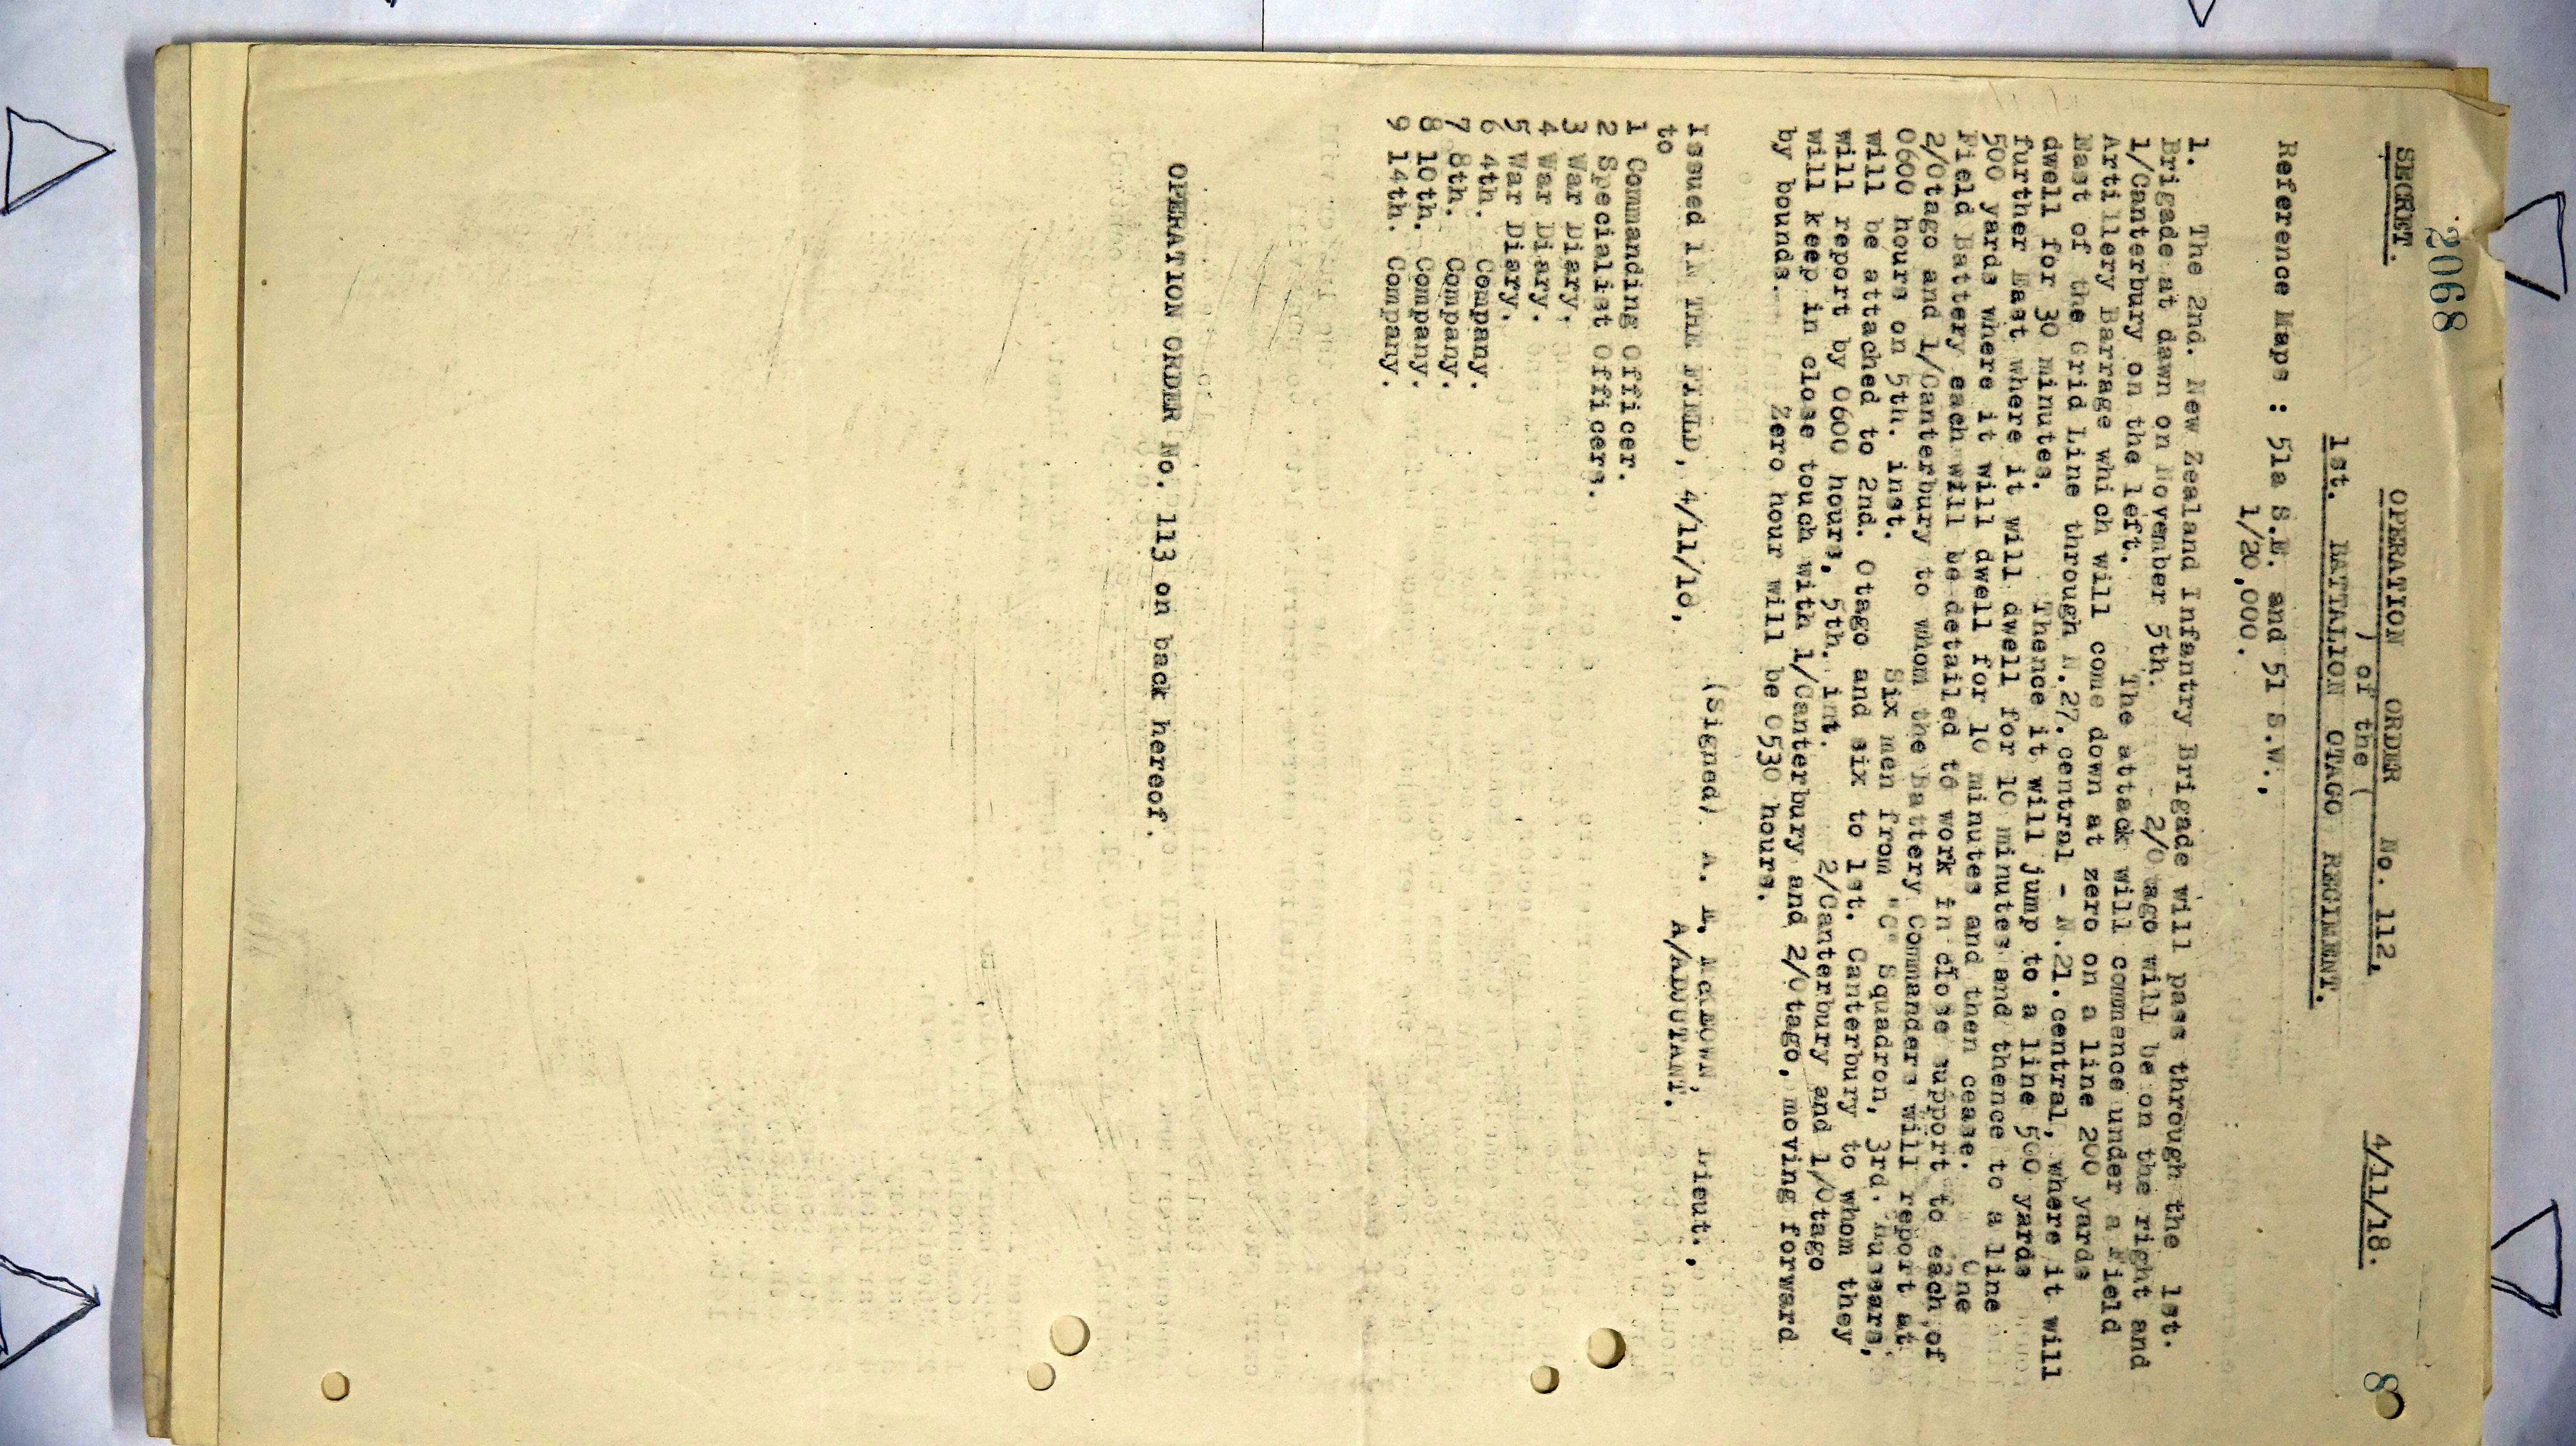 2068
8
SECRET.
OPERATION ORDER No. 112.
4/11/18.
) of the (
1st. BATTALION OTAGO REGIMENT.
Reference Maps : 51a S.E. and 51 S.W.,
1/20,000.
1. The 2nd. New Zealand Infantry Brigade will pass through the 1st.
Brigade at dawn on November 5th. 2/Otago will be on the right and
1/Canterbury on the left. The attack will commence under a Field
Artillery Barrage which will come down at zero on a line 200 yards
East of the Grid Line through N.27.central - N.21.central, where it will
dwell for 30 minutes. Thence it will jump to a line 500 yards
further East where it will dwell for 10 minutes and thence to a line
500 yards where it will dwell for 10 minutes and then cease. One
Field Battery each will be detailed to work in close support to each of
2/Otago and 1/Canterbury to whom the Battery Commanders will report at
0600 hours on 5th. inst. Six men from "C" Squadron, 3rd. Hussars,
will be attached to 2nd. Otago and six to 1st. Canterbury to whom they
will report by 0600 hours, 5th. int. 2/Canterbury and 1/Otago
will keep in close touch with 1/Canterbury and 2/Otago, moving forward
by bounds. Zero hour will be 0530 hours.
(Signed) A. E. McKEOWN, Lieut.,
A/ADJUTANT.
Issued in THE FIELD, 4/11/18,
to
1 Commanding Officer.
2 Specialist Officers.
3 War Diary.
4 War Diary.
5 War Diary.
6 4th. Company.
7 8th. Company.
8 10th. Company.
9 14th. Company.
OPERATION ORDER No. 113 on back hereof.